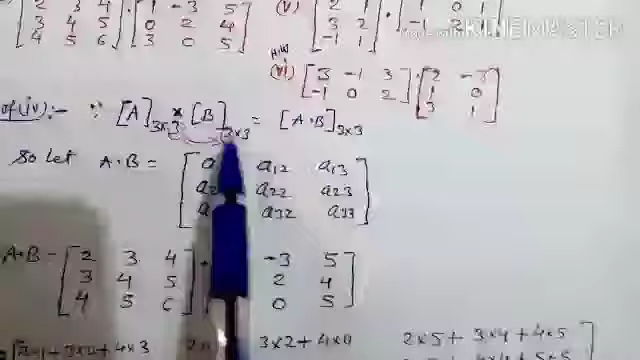 2 3 4 1 -3 5 (v) 2 1 1 0 1
3 4 5 . 0 2 4 3 2
4 5 6 3 0 5 -1 1 -1 2 1
KINEMASTER
H.W
(vi) [3 -1 3 . [2 -3
-1 0 2] 1 0
3 1]
of (iv):- ∵ [A]3×3 × [B]3×3 = [A·B]3×3
So let A·B = a12 a13
a22 a23
a32 a33
A·B = [2 3 4 -3 5
3 4 5 2 4
4 5 6] 0 5]
3×2 + 4×0 2×5 + 3×4 + 4×5